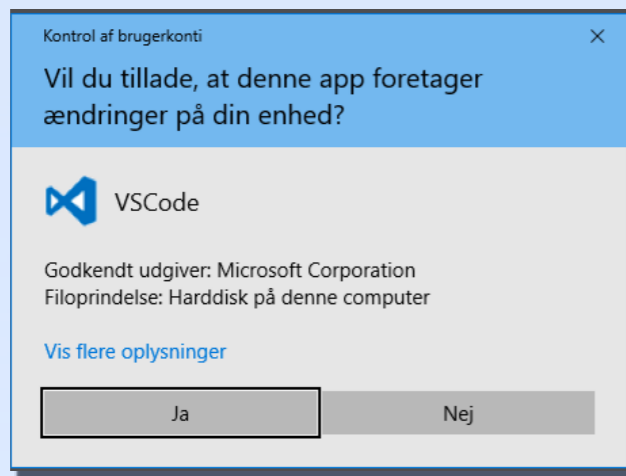 Kontrol af brugerkonti
Vil du tillade, at denne app foretager
ændringer på din enhed?
VSCode
Godkendt udgiver: Microsoft Corporation
Filoprindelse: Harddisk på denne computer
Vis flere oplysninger
Ja
Nej